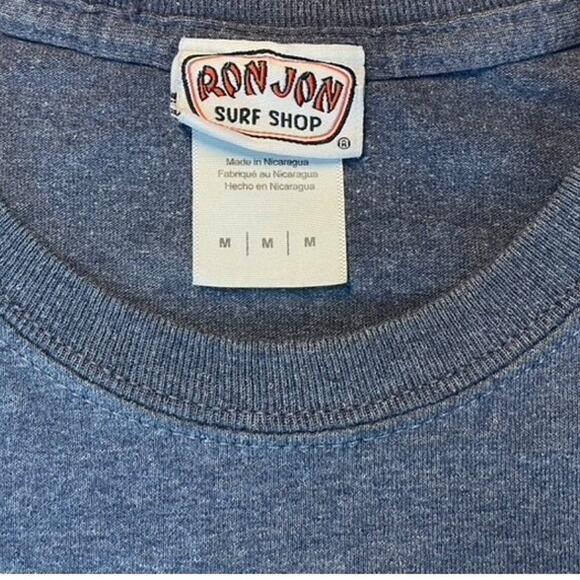 RON JON
SURF SHOP
®
Made in Nicaragua
Fabriqué au Nicaragua
Hecho en Nicaragua
M | M | M